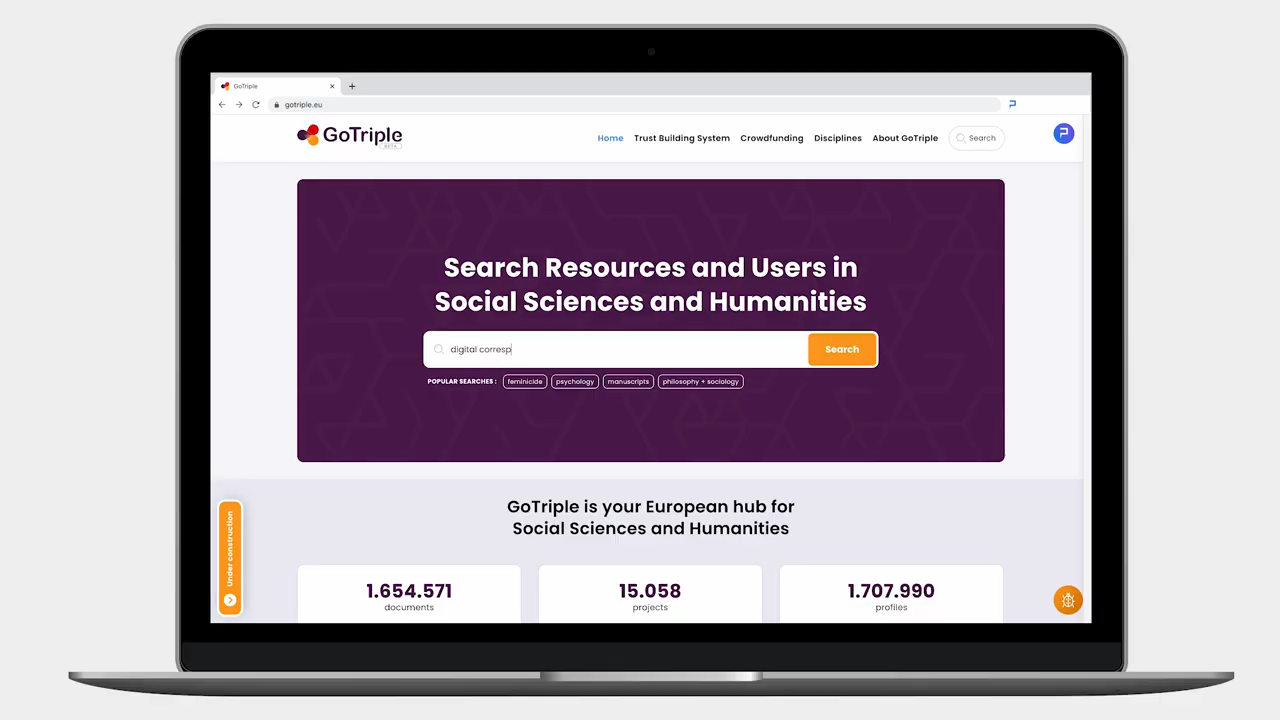 GoTriple
gotriple.eu
GoTriple
BETA
Home Trust Building System Crowdfunding Disciplines About GoTriple Search
Search Resources and Users in
Social Sciences and Humanities
digital corresp
Search
POPULAR SEARCHES : feminicide psychology manuscripts philosophy + sociology
GoTriple is your European hub for
Social Sciences and Humanities
Under construction
1.654.571 15.058 1.707.990
documents projects profiles